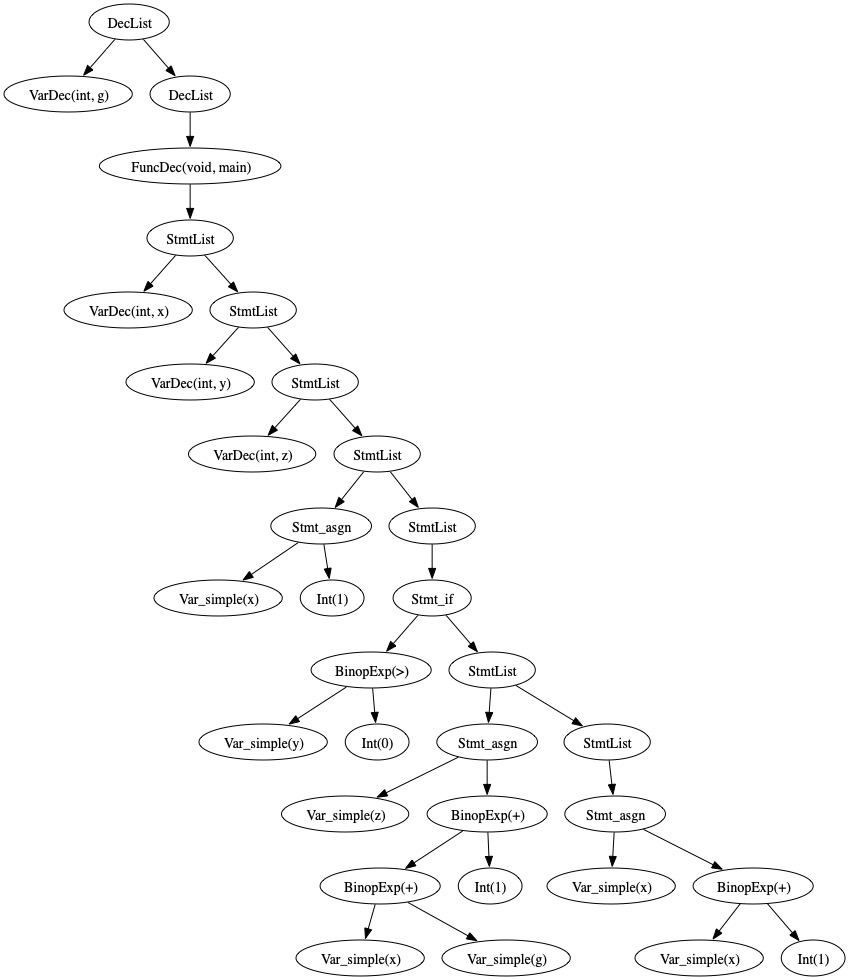 DecList
VarDec(int, g)
DecList
FuncDec(void, main)
StmtList
VarDec(int, x)
StmtList
VarDec(int, y)
StmtList
VarDec(int, z)
StmtList
Stmt_asgn
StmtList
Var_simple(x)
Int(1)
Stmt_if
BinopExp(>)
StmtList
Var_simple(y)
Int(0)
Stmt_asgn
StmtList
Var_simple(z)
BinopExp(+)
Stmt_asgn
BinopExp(+)
Int(1)
Var_simple(x)
BinopExp(+)
Var_simple(x)
Var_simple(g)
Var_simple(x)
Int(1)